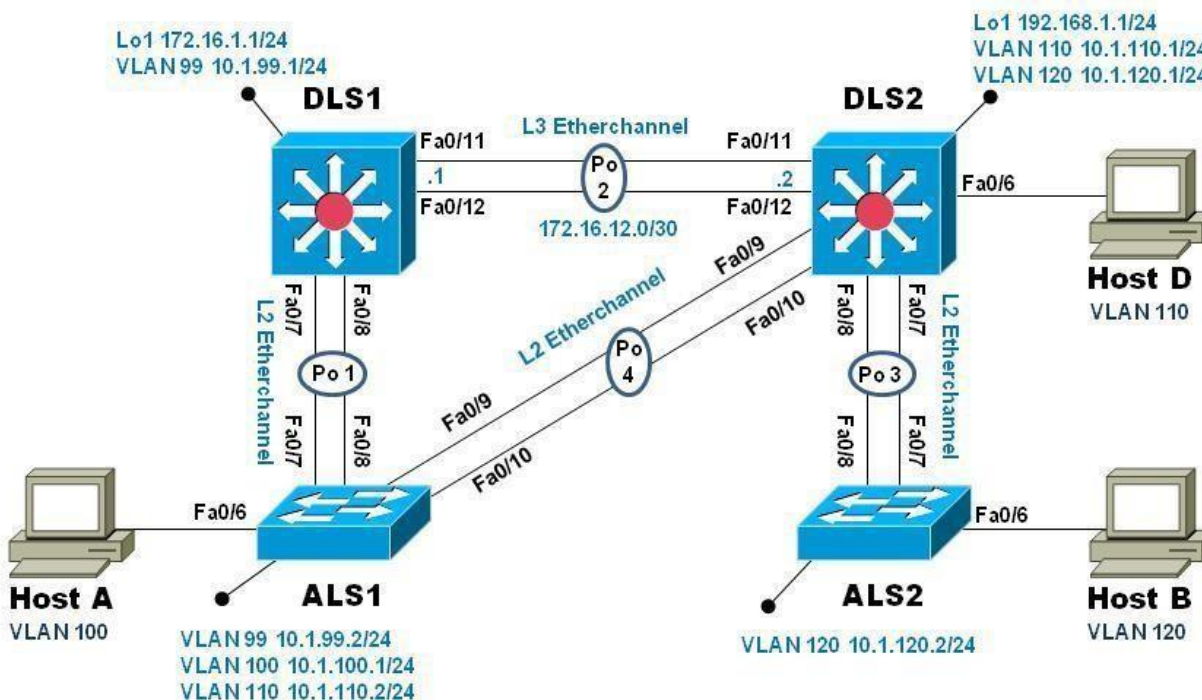 Lo1 172.16.1.1/24
VLAN 99 10.1.99.1/24
DLS1
Lo1 192.168.1.1/24
VLAN 110 10.1.110.1/24
VLAN 120 10.1.120.1/24
DLS2
L3 Etherchannel
Fa0/11
Fa0/11
.1
Po
2
.2
Fa0/12
Fa0/12
172.16.12.0/30
Fa0/6
Host D
VLAN 110
Fa0/7
Fa0/8
L2 Etherchannel
Po 1
Fa0/7
Fa0/8
Fa0/9
Fa0/10
L2 Etherchannel
Po
4
Fa0/9
Fa0/10
Fa0/8
Fa0/7
L2 Etherchannel
Po 3
Fa0/8
Fa0/7
Fa0/6
Host A
VLAN 100
ALS1
VLAN 99 10.1.99.2/24
VLAN 100 10.1.100.1/24
VLAN 110 10.1.110.2/24
ALS2
VLAN 120 10.1.120.2/24
Fa0/6
Host B
VLAN 120